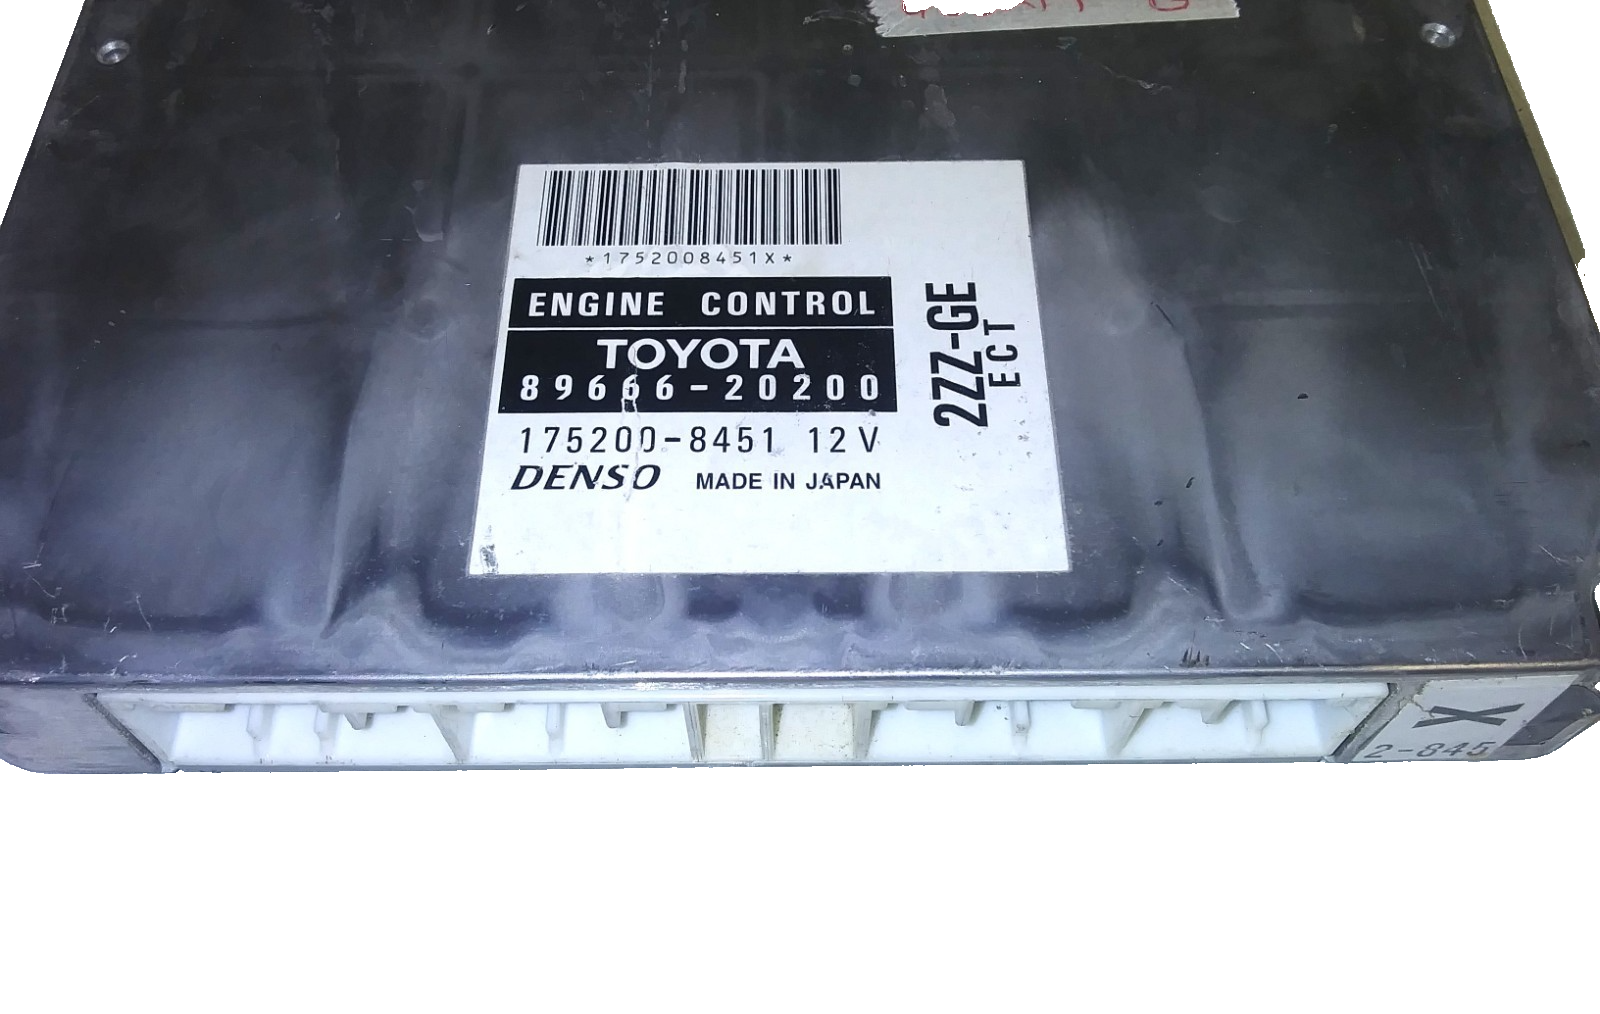 *1752008451X*
ENGINE CONTROL
TOYOTA
89666-20200
175200-8451 12V
DENSO MADE IN JAPAN
2ZZ-GE
ECT
X
2-845